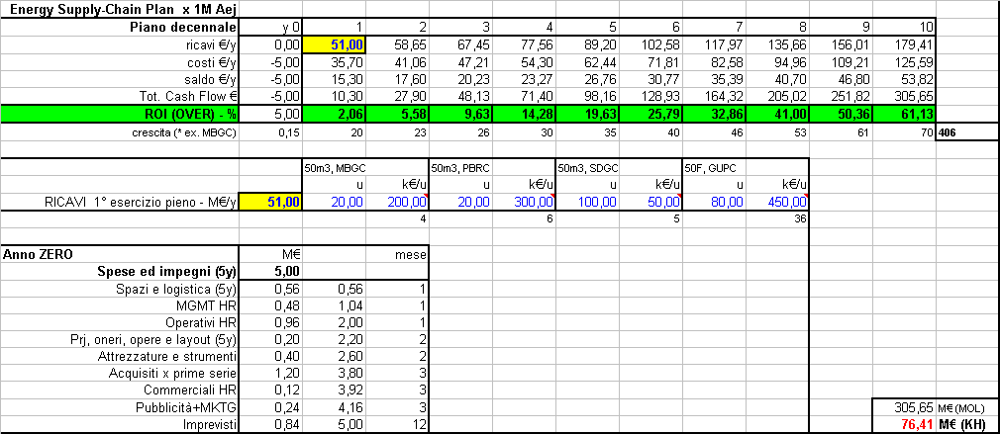 Energy Supply-Chain Plan x 1M Aej
Piano decennale y 0 1 2 3 4 5 6 7 8 9 10
ricavi €/y 0,00 51,00 58,65 67,45 77,56 89,20 102,58 117,97 135,66 156,01 179,41
costi €/y -5,00 35,70 41,06 47,21 54,30 62,44 71,81 82,58 94,96 109,21 125,59
saldo €/y -5,00 15,30 17,60 20,23 23,27 26,76 30,77 35,39 40,70 46,80 53,82
Tot. Cash Flow € -5,00 10,30 27,90 48,13 71,40 98,16 128,93 164,32 205,02 251,82 305,65
ROI (OVER) - % 5,00 2,06 5,58 9,63 14,28 19,63 25,79 32,86 41,00 50,36 61,13
crescita (* ex. MBGC) 0,15 20 23 26 30 35 40 46 53 61 70 406
50m3, MBGC 50m3, PBRC 50m3, SDGC 50F, GUPC
u k€/u u k€/u u k€/u u k€/u
RICAVI 1° esercizio pieno - M€/y 51,00 20,00 200,00 20,00 300,00 100,00 50,00 80,00 450,00
4 6 5 36
Anno ZERO M€ mese
Spese ed impegni (5y) 5,00
Spazi e logistica (5y) 0,56 0,56 1
MGMT HR 0,48 1,04 1
Operativi HR 0,96 2,00 1
Prj, oneri, opere e layout (5y) 0,20 2,20 2
Attrezzature e strumenti 0,40 2,60 2
Acquisiti x prime serie 1,20 3,80 3
Commerciali HR 0,12 3,92 3
Pubblicità+MKTG 0,24 4,16 3 305,65 M€ (MOL)
Imprevisti 0,84 5,00 12 76,41 M€ (KH)